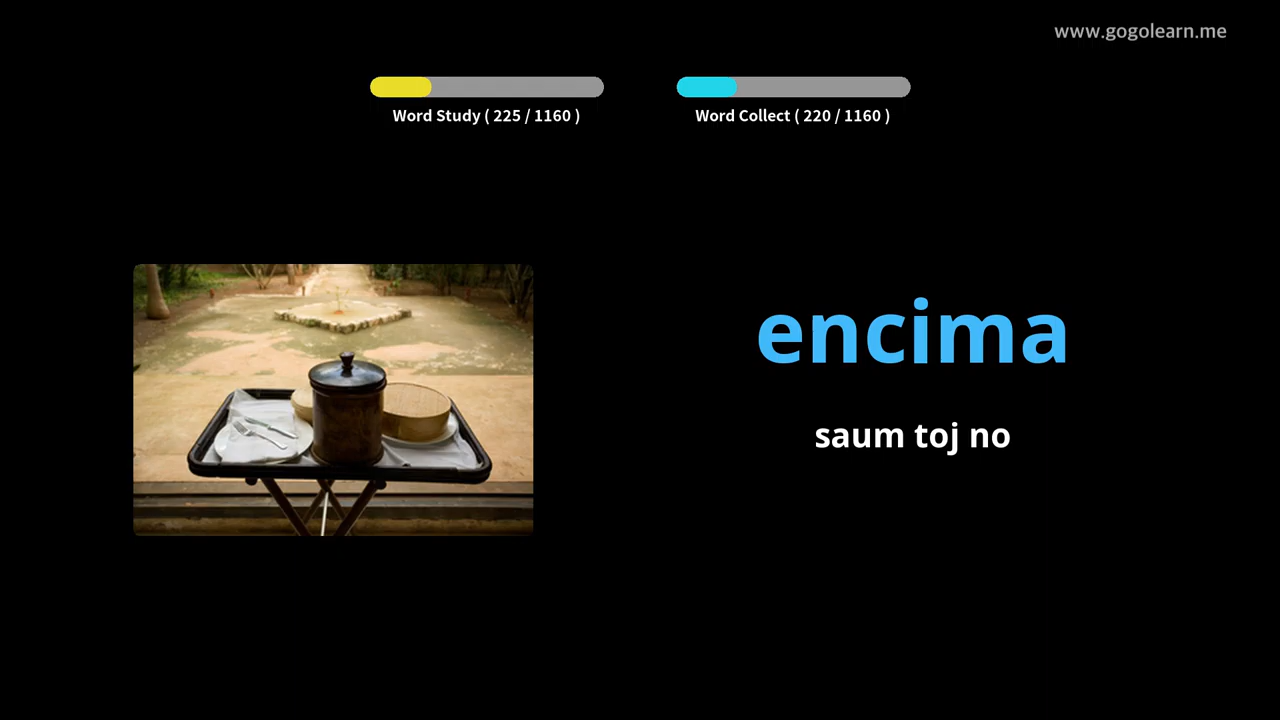 www.gogolearn.me
Word Study ( 225 / 1160 )
Word Collect ( 220 / 1160 )
encima
saum toj no